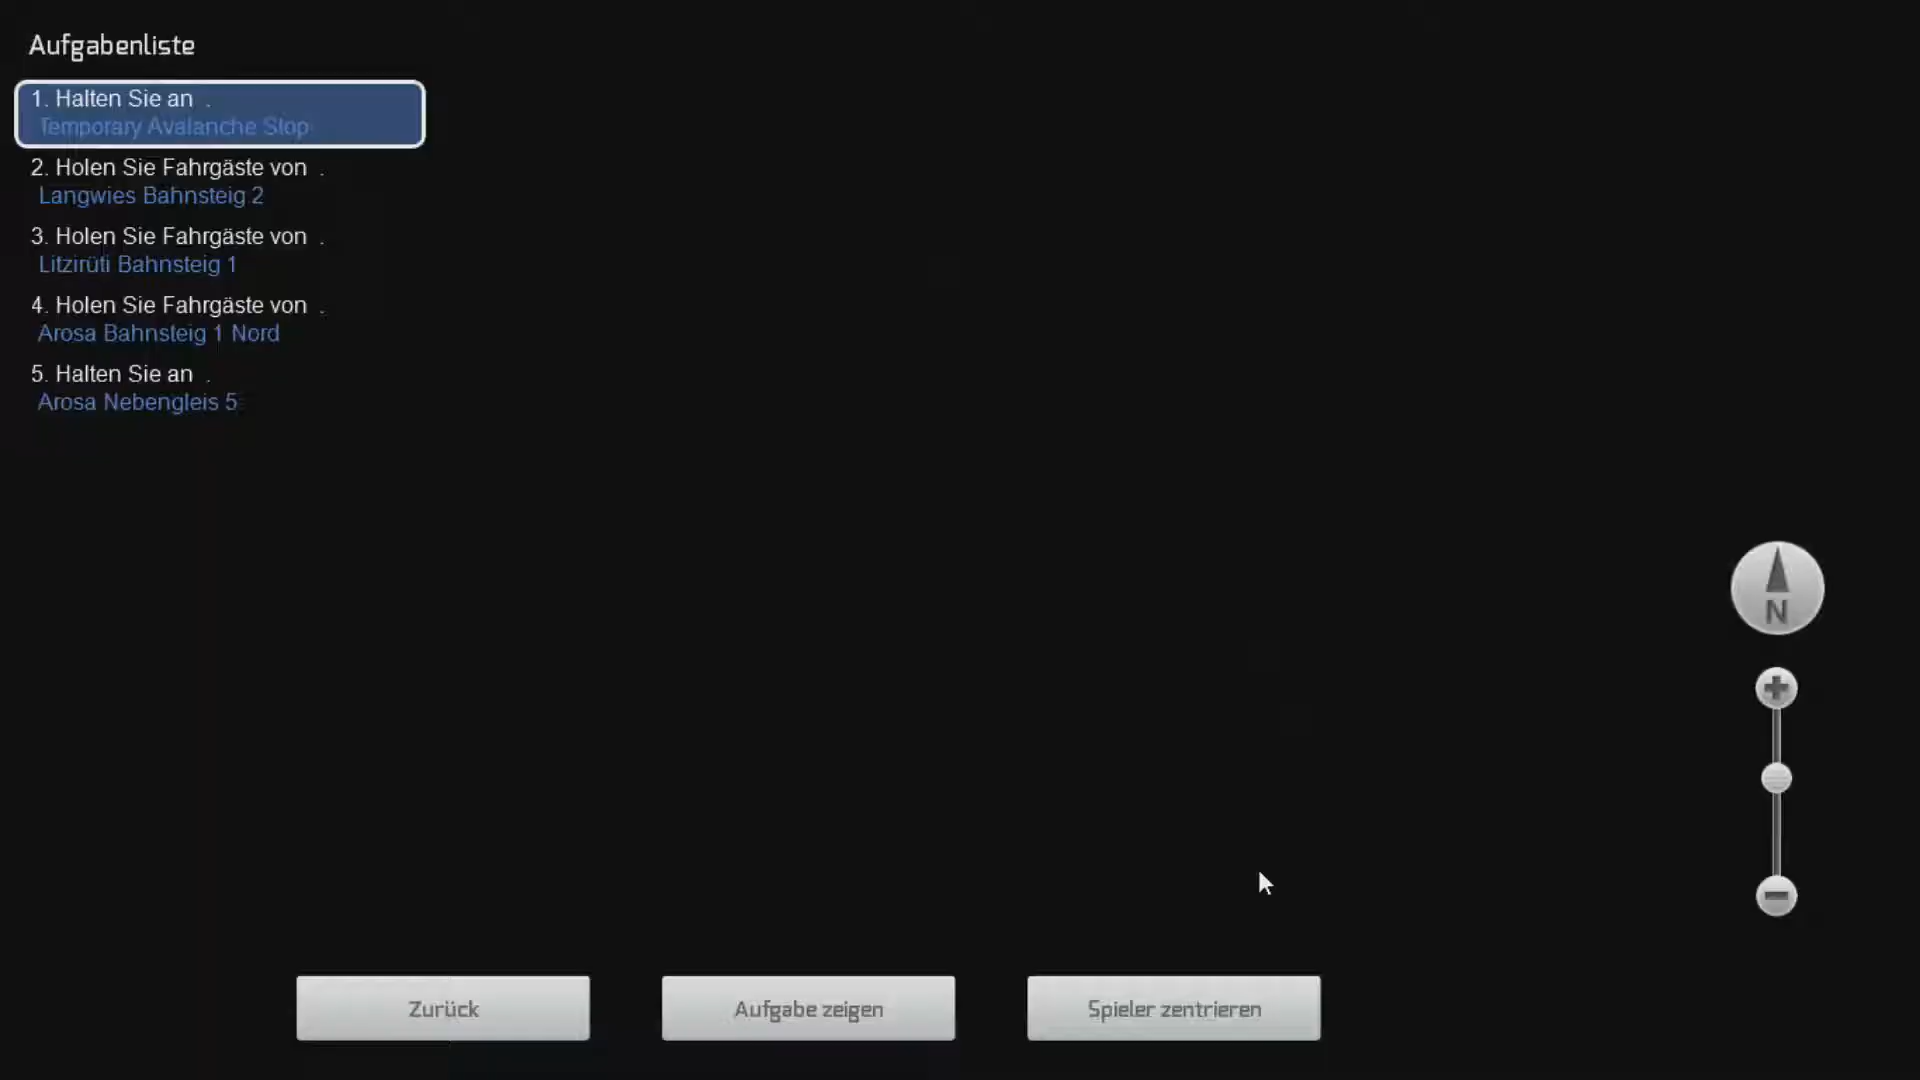 Aufgabenliste
1. Halten Sie an .
Temporary Avalanche Stop
2. Holen Sie Fahrgäste von .
Langwies Bahnsteig 2
3. Holen Sie Fahrgäste von .
Litzirüti Bahnsteig 1
4. Holen Sie Fahrgäste von .
Arosa Bahnsteig 1 Nord
5. Halten Sie an .
Arosa Nebengleis 5
N
Zurück
Aufgabe zeigen
Spieler zentrieren